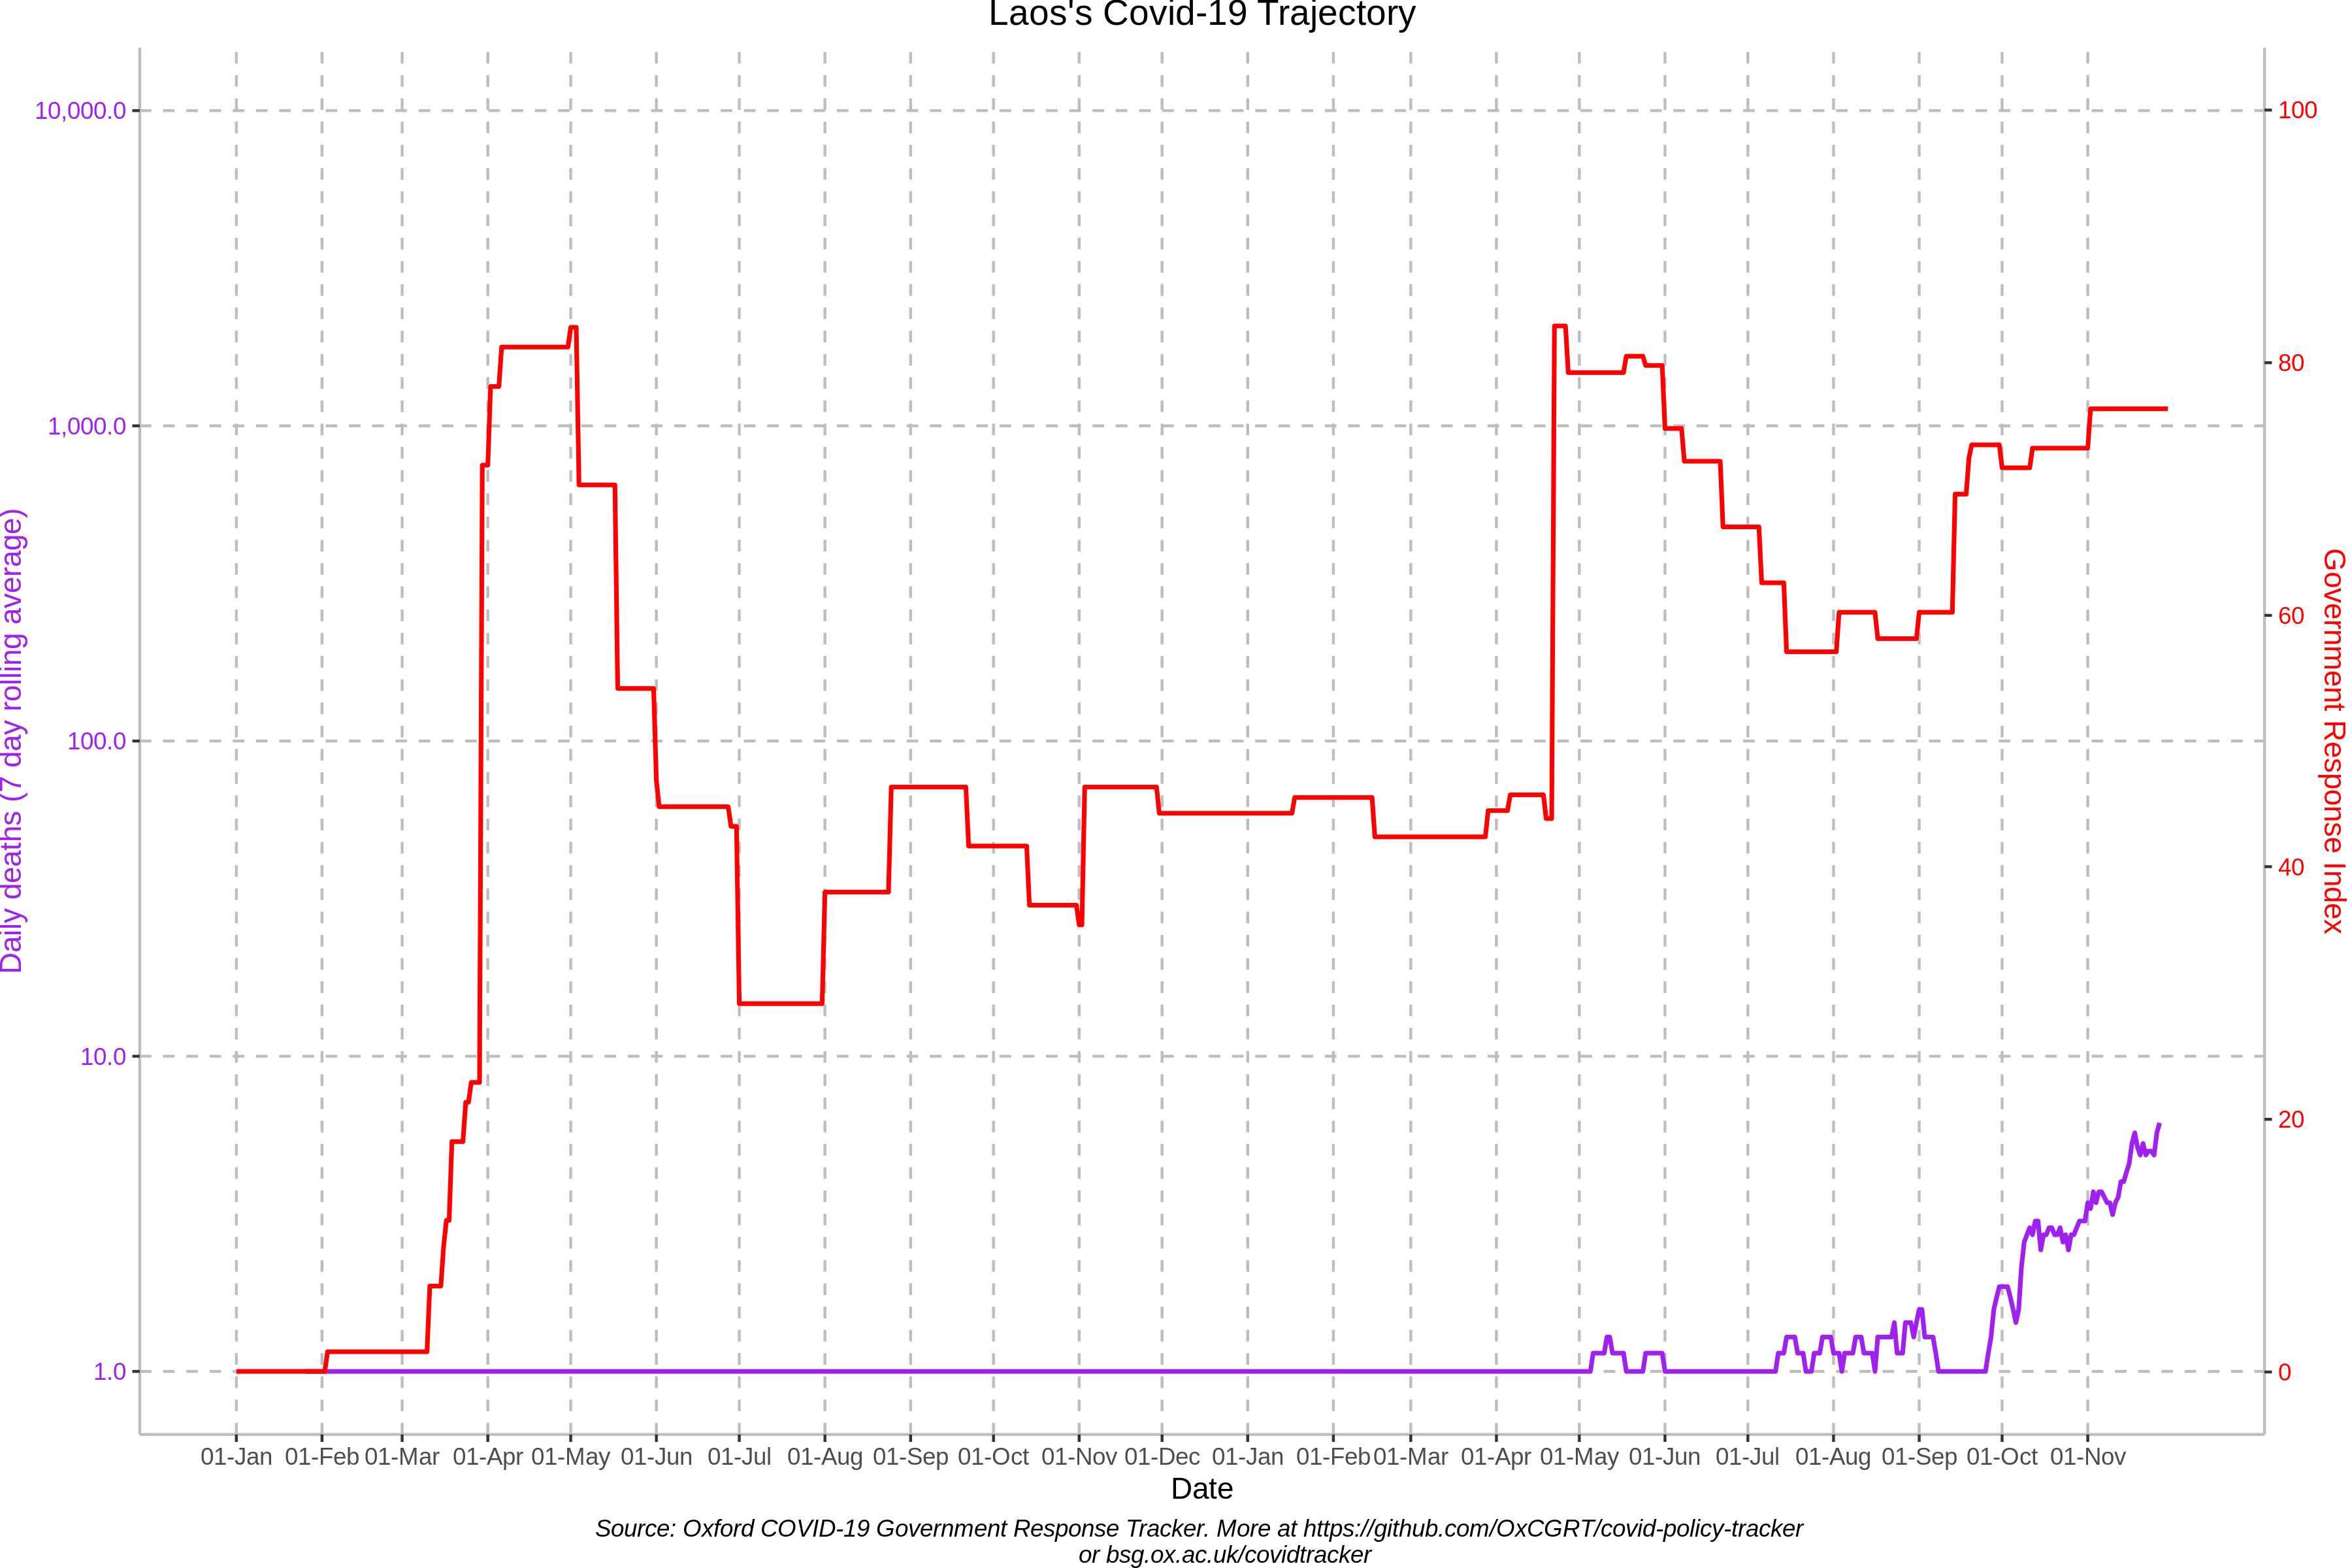 Laos's Covid-19 Trajectory
10,000.0
1,000.0
100.0
10.0
1.0
Daily deaths (7 day rolling average)
100
80
60
40
20
0
Government Response Index
01-Jan 01-Feb 01-Mar 01-Apr 01-May 01-Jun 01-Jul 01-Aug 01-Sep 01-Oct 01-Nov 01-Dec 01-Jan 01-Feb 01-Mar 01-Apr 01-May 01-Jun 01-Jul 01-Aug 01-Sep 01-Oct 01-Nov
Date
Source: Oxford COVID-19 Government Response Tracker. More at https://github.com/OxCGRT/covid-policy-tracker
or bsg.ox.ac.uk/covidtracker